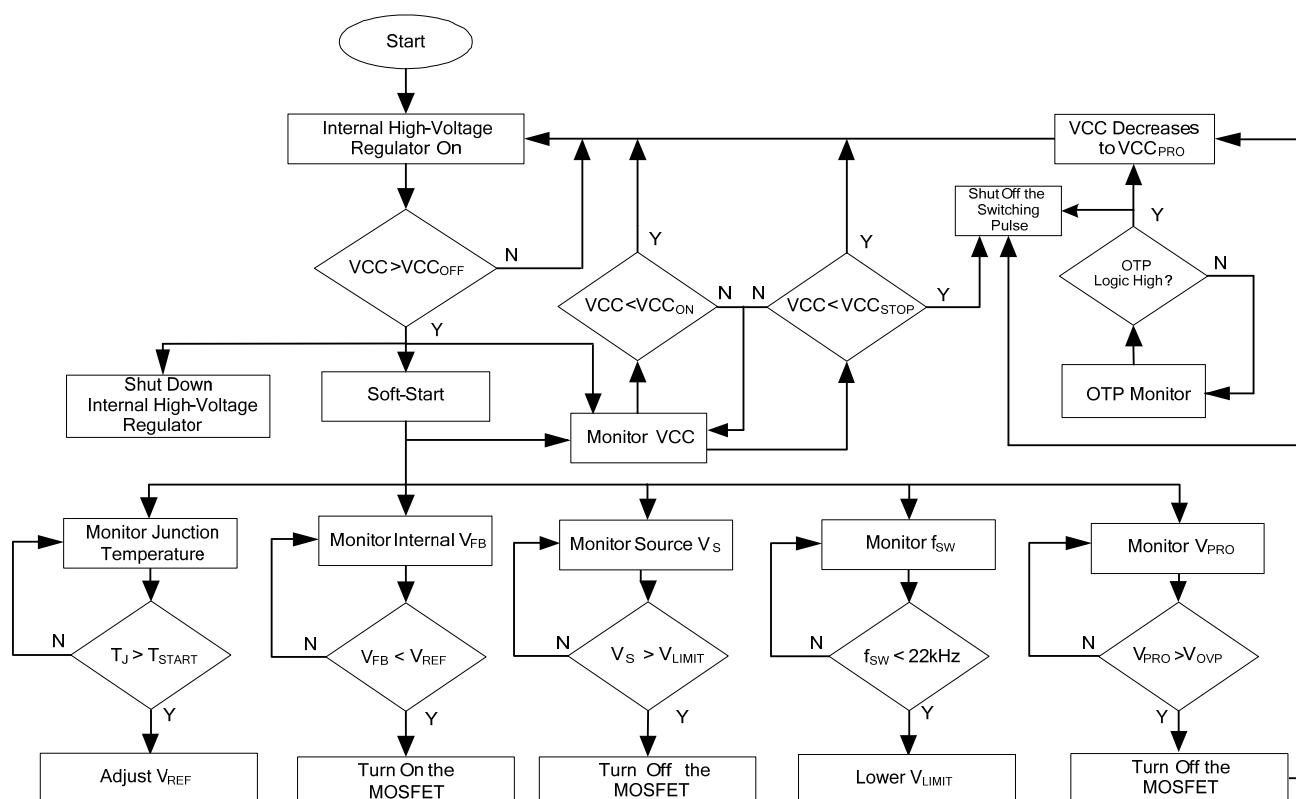 Start
Internal High-Voltage
Regulator On
VCC Decreases
to VCCPRO
Shut Off the
Switching
Pulse
Y
VCC>VCCOFF
N
Y
VCC<VCCON
N
Y
N
VCC<VCCSTOP
Y
Y
OTP
Logic High?
N
Y
Shut Down
Internal High-Voltage
Regulator
Soft-Start
Monitor VCC
OTP Monitor
Monitor Junction
Temperature
Monitor Internal VFB
Monitor Source VS
Monitor fSW
Monitor VPRO
N
TJ > TSTART
N
VFB < VREF
N
VS > VLIMIT
N
fSW < 22kHz
N
VPRO >VOVP
Y
Y
Y
Y
Y
Adjust VREF
Turn On the
MOSFET
Turn Off the
MOSFET
Lower VLIMIT
Turn Off the
MOSFET